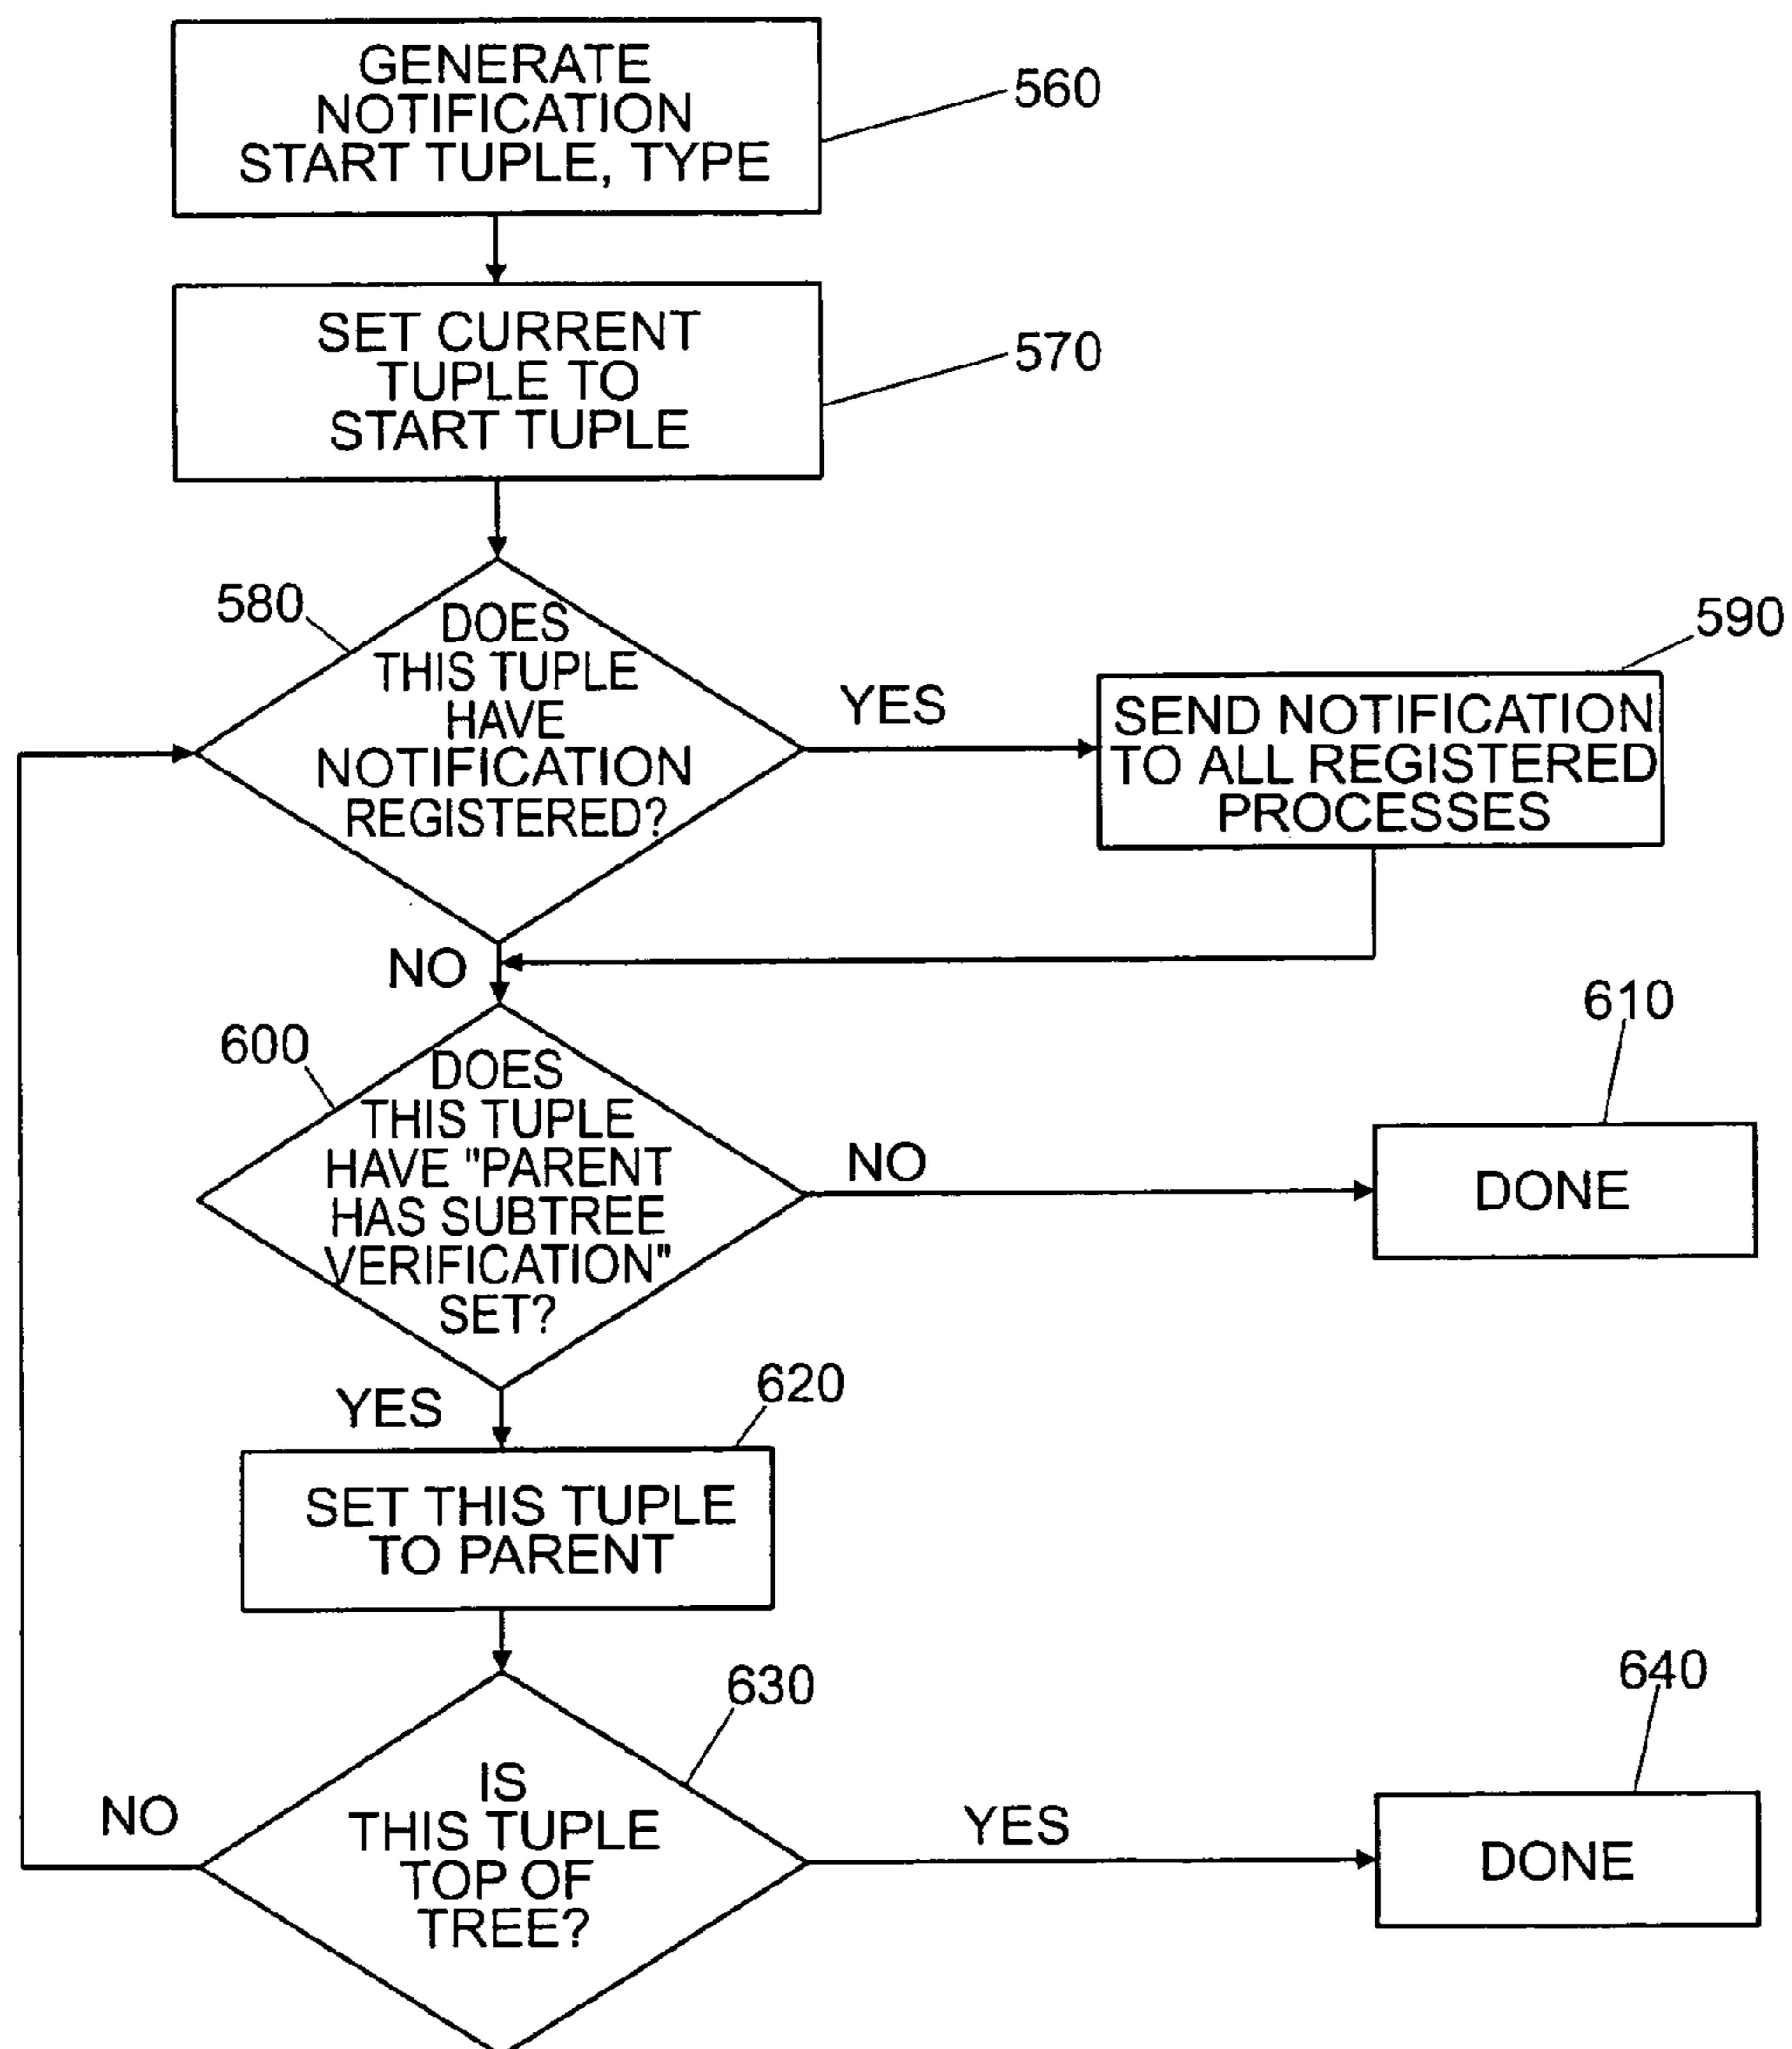 GENERATE
NOTIFICATION
START TUPLE, TYPE
560
SET CURRENT
TUPLE TO
START TUPLE
570
580
DOES
THIS TUPLE
HAVE
NOTIFICATION
REGISTERED?
YES
590
SEND NOTIFICATION
TO ALL REGISTERED
PROCESSES
NO
600
DOES
THIS TUPLE
HAVE "PARENT
HAS SUBTREE
VERIFICATION"
SET?
NO
610
DONE
YES
620
SET THIS TUPLE
TO PARENT
630
IS
THIS TUPLE
TOP OF
TREE?
NO
YES
640
DONE